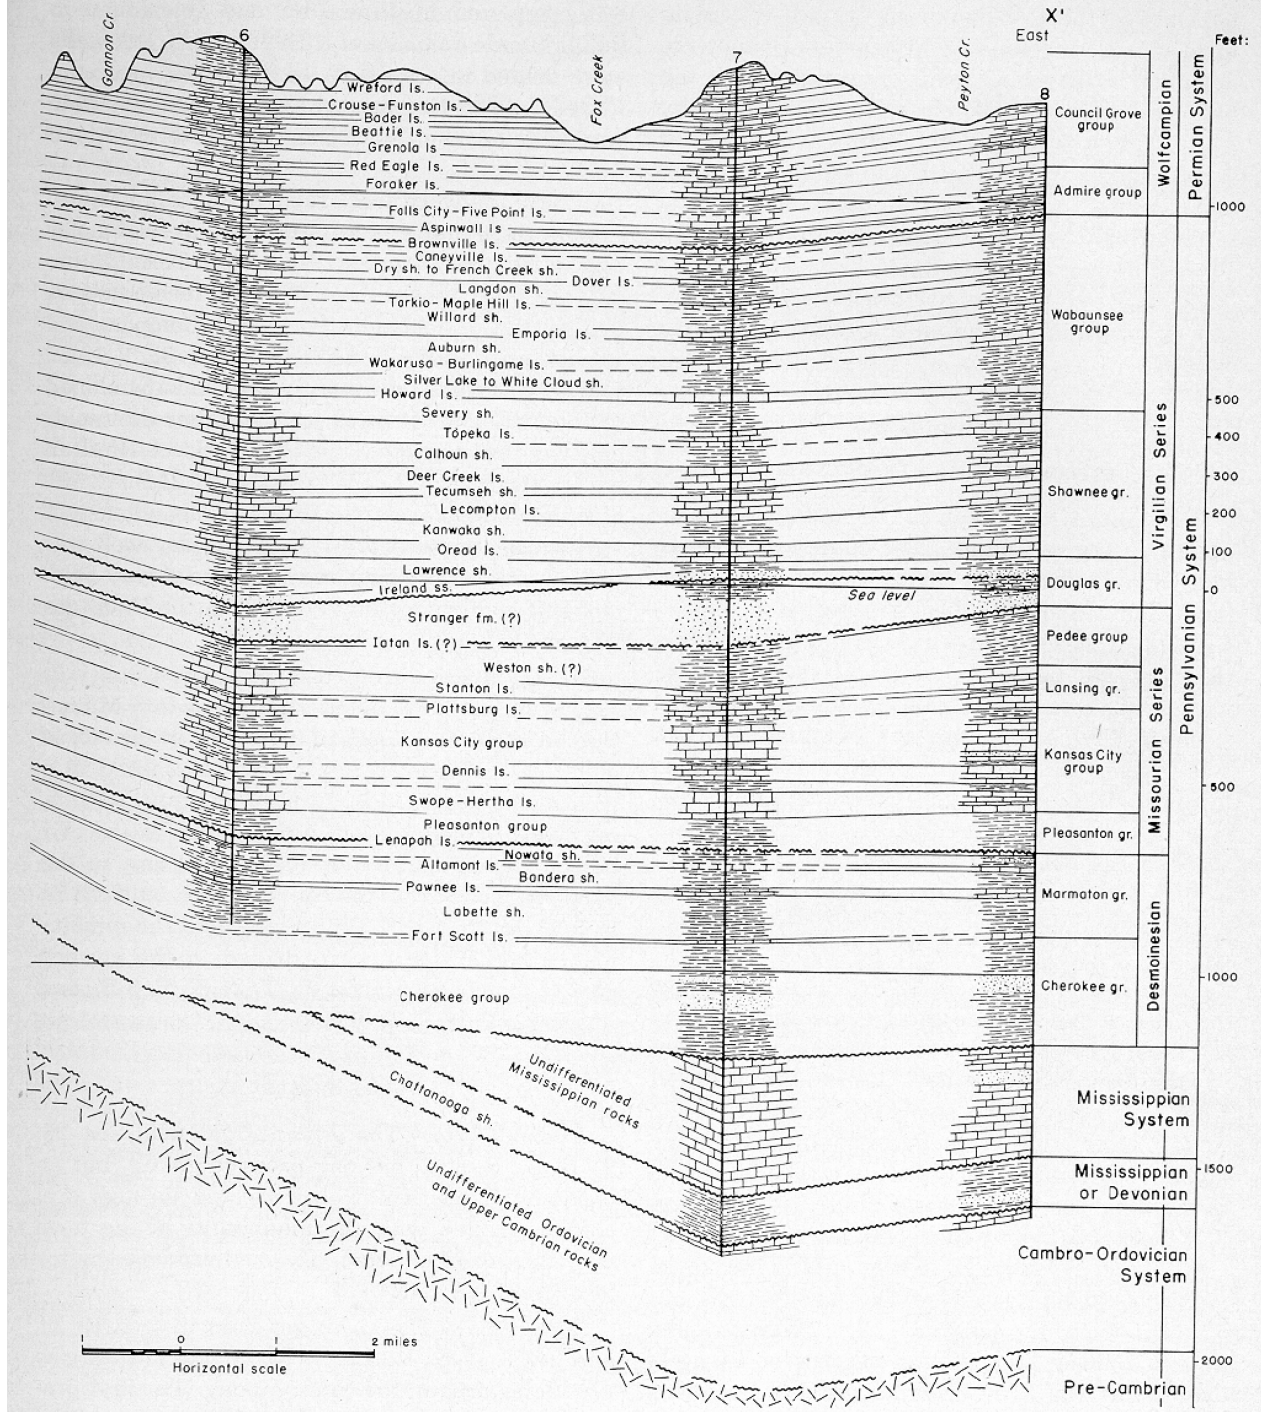 X'
East
Feet:
Gannon Cr.
6
Fox Creek
7
Peyton Cr.
8
Wreford ls.
Crouse-Funston ls.
Bader ls.
Beattie ls.
Grenola ls
Red Eagle ls.
Foraker ls.
Falls City-Five Point ls.
Aspinwall ls
Brownville ls.
Caneyville ls.
Dry sh. to French Creek sh.
Dover ls.
Langdon sh.
Tarkio-Maple Hill ls.
Willard sh.
Emporia ls.
Auburn sh.
Wakarusa-Burlingame ls.
Silver Lake to White Cloud sh.
Howard ls.
Severy sh.
Topeka ls.
Calhoun sh.
Deer Creek ls.
Tecumseh sh.
Lecompton ls.
Kanwaka sh.
Oread ls.
Lawrence sh.
Ireland ss.
Sea level
Stranger fm. (?)
Iatan ls. (?)
Weston sh. (?)
Stanton ls.
Plattsburg ls.
Kansas City group
Dennis ls.
Swope-Hertha ls.
Pleasanton group
Lenapah ls.
Nowata sh.
Altamont ls.
Bandera sh.
Pawnee ls.
Labette sh.
Fort Scott ls.
Cherokee group
Undifferentiated
Mississippian rocks
Chattanooga sh.
Undifferentiated Ordovician
and Upper Cambrian rocks
Council Grove
group
Admire group
Wabaunsee
group
Shawnee gr.
Douglas gr.
Pedee group
Lansing gr.
Kansas City
group
Pleasanton gr.
Marmaton gr.
Cherokee gr.
Wolfcampian
Permian System
Virgilian Series
Missourian Series
Desmoinesian
Pennsylvanian System
Mississippian
System
Mississippian
or Devonian
Cambro-Ordovician
System
Pre-Cambrian
1000
500
400
300
200
100
0
500
1000
1500
2000
1 0 1 2 miles
Horizontal scale